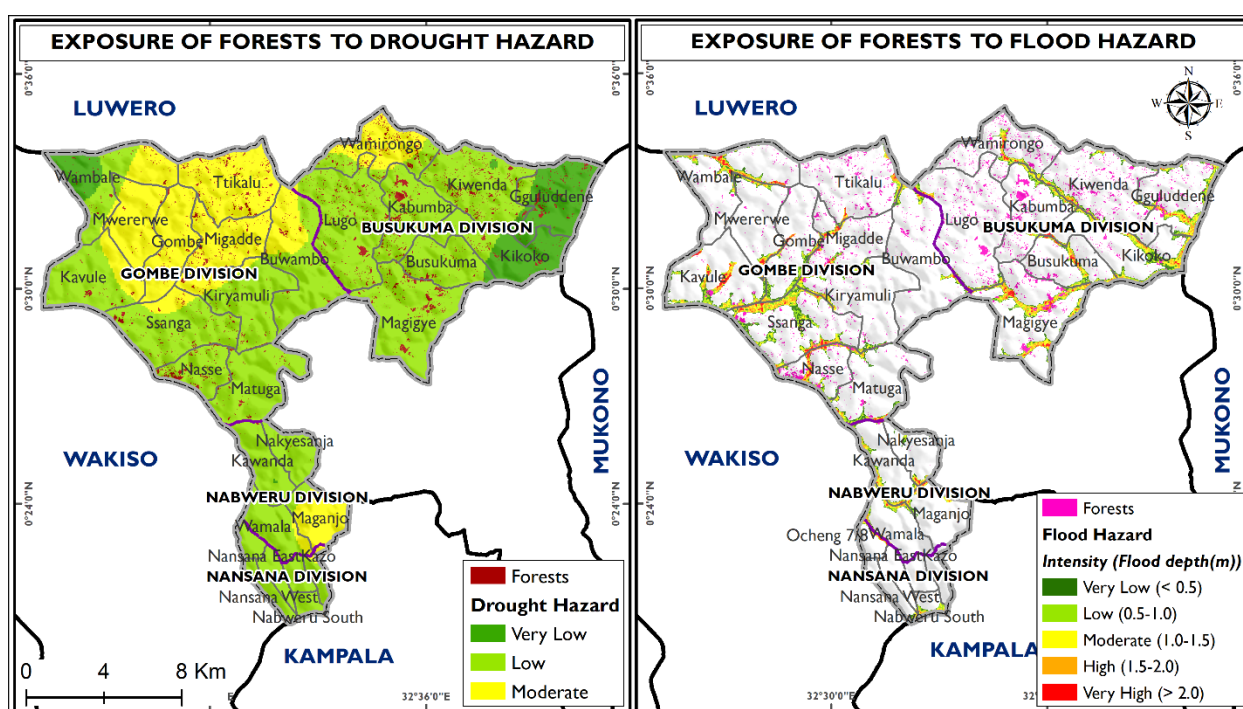 EXPOSURE OF FORESTS TO DROUGHT HAZARD
0°36'0"N
LUWERO
Wamirongo
Wambale
Ttikalu
Kiwenda
Gguluddene
Mwererwe
Lugo
Kabumba
Gombe
Migadde
BUSUKUMA DIVISION
Kavule
GOMBE DIVISION
Buwambo
Busukuma
Kikoko
0°30'0"N
Kiryamuli
Ssanga
Magigye
Nasse
Matuga
MUKONO
WAKISO
Nakyesanja
Kawanda
0°24'0"N
NABWERU DIVISION
Maganjo
Wamala
Nansana East
Kazo
NANSANA DIVISION
Nansana West
Nabweru South
KAMPALA
0 4 8 Km
E
32°36'0"E
Forests
Drought Hazard
Very Low
Low
Moderate
EXPOSURE OF FORESTS TO FLOOD HAZARD
0°36'0"N
N
W E
S
LUWERO
Wamirongo
Wambale
Ttikalu
Kiwenda
Gguluddene
Mwererwe
Lugo
Kabumba
Gombe
Migadde
BUSUKUMA DIVISION
Kavule
GOMBE DIVISION
Buwambo
Busukuma
Kikoko
0°30'0"N
Kiryamuli
Ssanga
Magigye
Nasse
Matuga
MUKONO
WAKISO
Nakyesanja
Kawanda
0°24'0"N
NABWERU DIVISION
Maganjo
Ocheng 7/8
Wamala
Nansana East
Kazo
NANSANA DIVISION
Nansana West
Nabweru South
KAMPA
32°30'0"E
32°
Forests
Flood Hazard
Intensity (Flood depth(m))
Very Low (< 0.5)
Low (0.5-1.0)
Moderate (1.0-1.5)
High (1.5-2.0)
Very High (> 2.0)